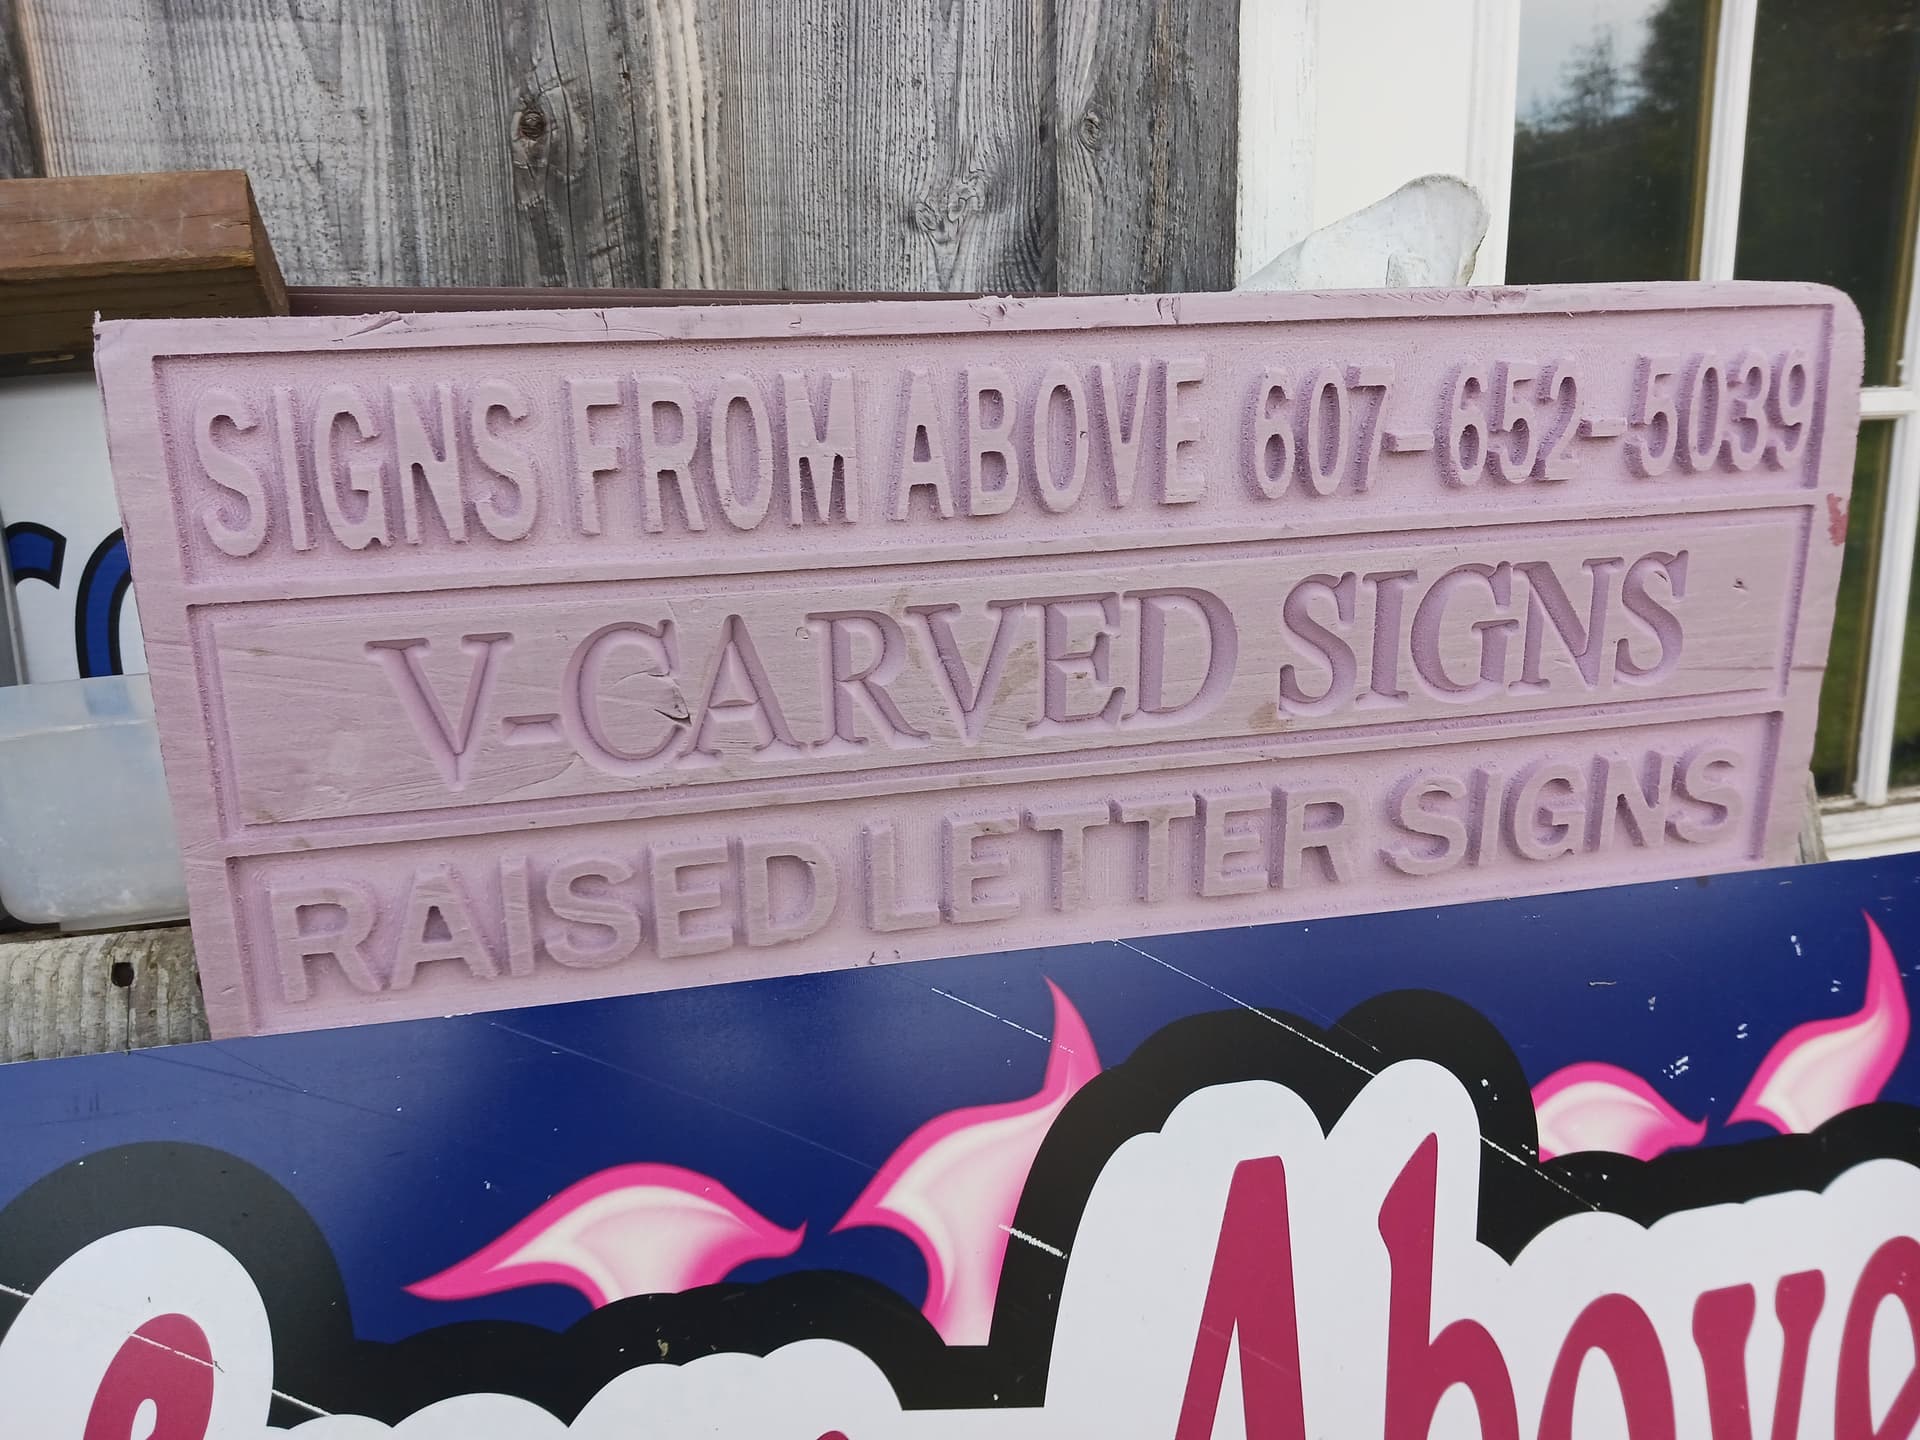 SIGNS FROM ABOVE 607-652-5039
V-CARVED SIGNS
RAISED LETTER SIGNS
Above